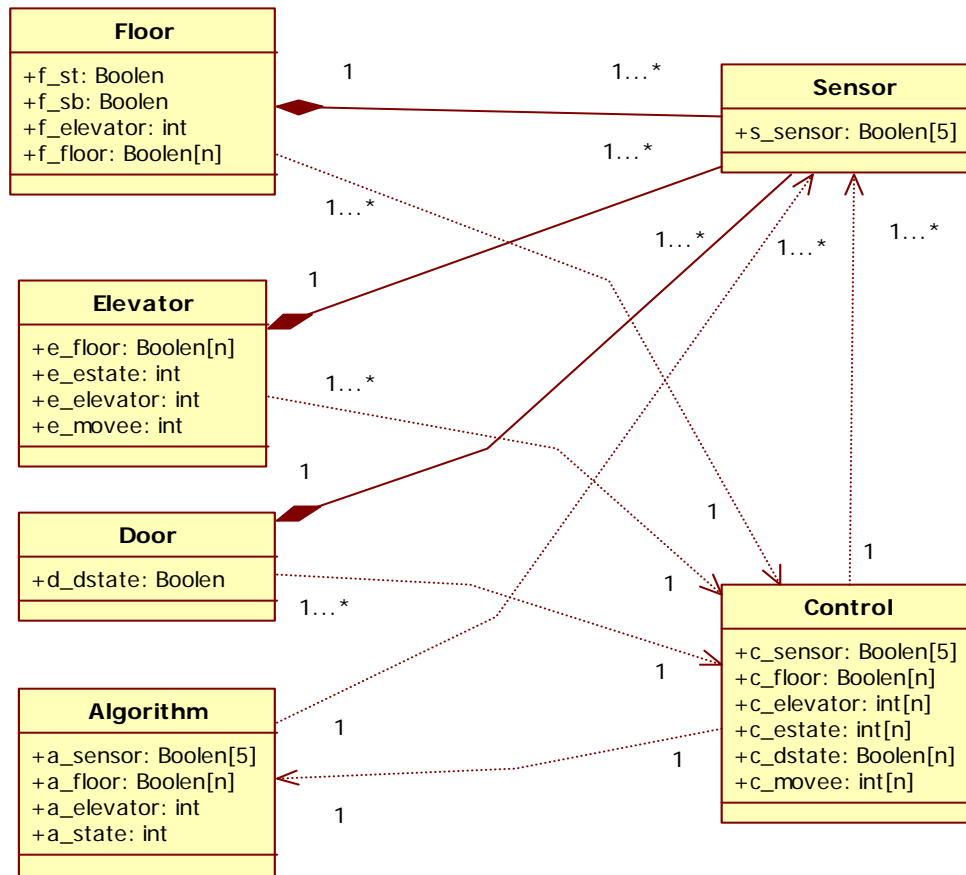 Floor
+f_st: Boolen
+f_sb: Boolen
+f_elevator: int
+f_floor: Boolen[n]
1
1...*
Sensor
+s_sensor: Boolen[5]
1...*
1...*
1...*
1...*
1...*
1
Elevator
+e_floor: Boolen[n]
+e_estate: int
+e_elevator: int
+e_movee: int
1...*
1
Door
+d_dstate: Boolen
1...*
1
1
1
1
Control
+c_sensor: Boolen[5]
+c_floor: Boolen[n]
+c_elevator: int[n]
+c_estate: int[n]
+c_dstate: Boolen[n]
+c_movee: int[n]
1
Algorithm
+a_sensor: Boolen[5]
+a_floor: Boolen[n]
+a_elevator: int
+a_state: int
1
1